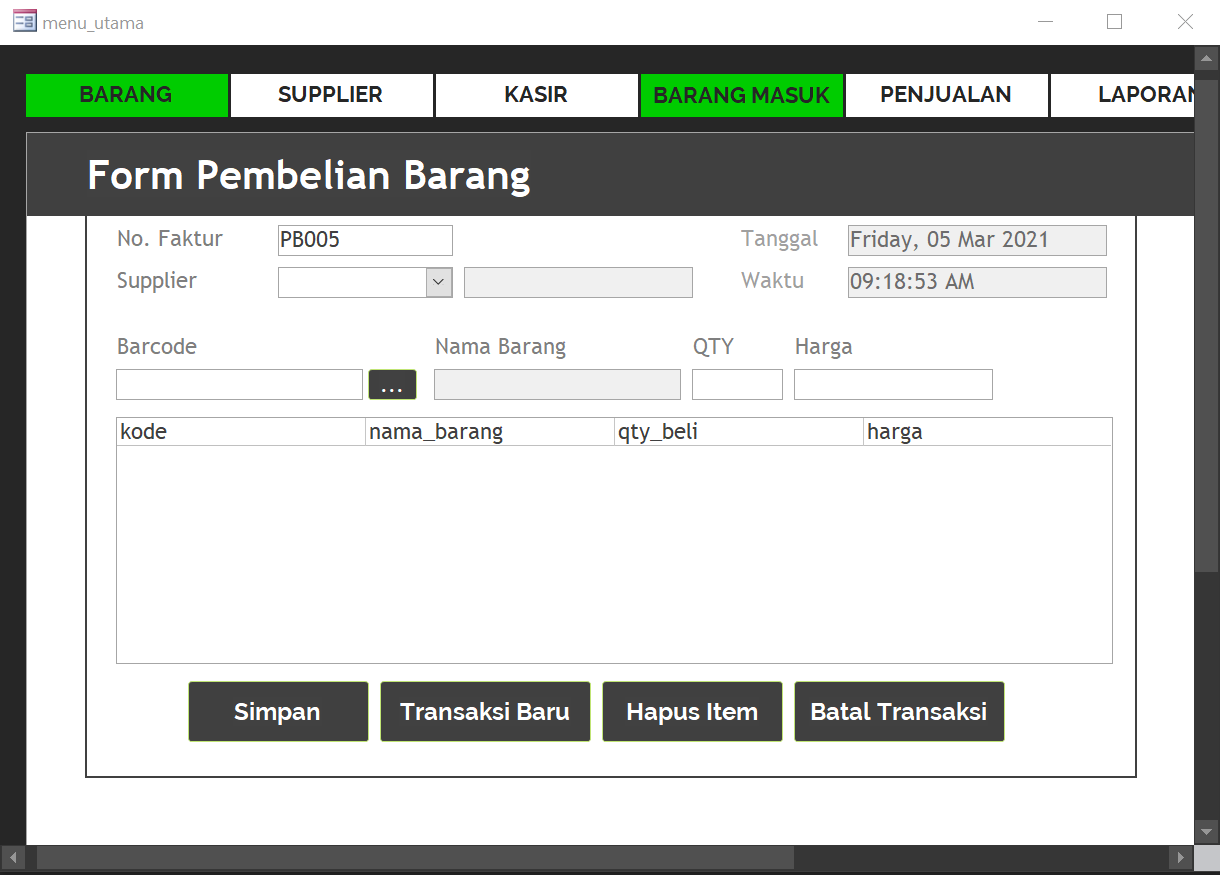 menu_utama
BARANG SUPPLIER KASIR BARANG MASUK PENJUALAN LAPORAN
Form Pembelian Barang
No. Faktur PB005 Tanggal Friday, 05 Mar 2021
Supplier Waktu 09:18:53 AM
Barcode Nama Barang QTY Harga
...
kode nama_barang qty_beli harga
Simpan Transaksi Baru Hapus Item Batal Transaksi